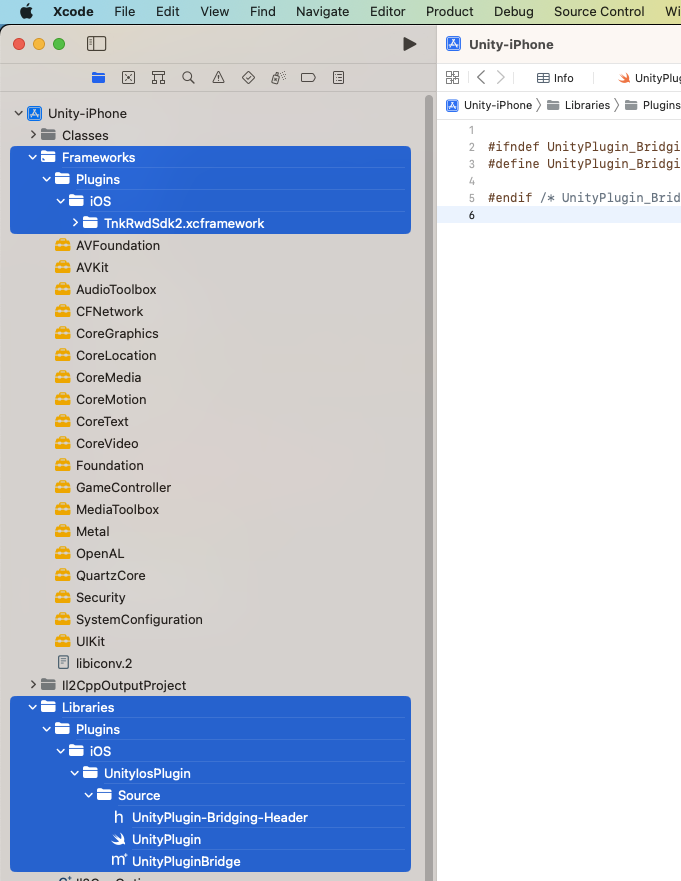 Xcode File Edit View Find Navigate Editor Product Debug Source Control Wi
Unity-iPhone
Info UnityPlug
Unity-iPhone Libraries Plugins
Unity-iPhone
Classes
Frameworks
Plugins
iOS
TnkRwdSdk2.xcframework
AVFoundation
AVKit
AudioToolbox
CFNetwork
CoreGraphics
CoreLocation
CoreMedia
CoreMotion
CoreText
CoreVideo
Foundation
GameController
MediaToolbox
Metal
OpenAL
QuartzCore
Security
SystemConfiguration
UIKit
libiconv.2
Il2CppOutputProject
Libraries
Plugins
iOS
UnityIosPlugin
Source
h UnityPlugin-Bridging-Header
UnityPlugin
m UnityPluginBridge
1
2 #ifndef UnityPlugin_Bridgi
3 #define UnityPlugin_Bridgi
4
5 #endif /* UnityPlugin_Brid
6